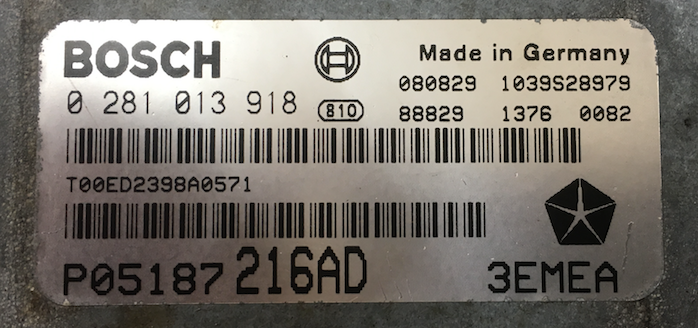 BOSCH Made in Germany
080829 1039S28979
0 281 013 918 810 88829 1376 0082
T00ED2398A0571
P05187216AD 3EMEA